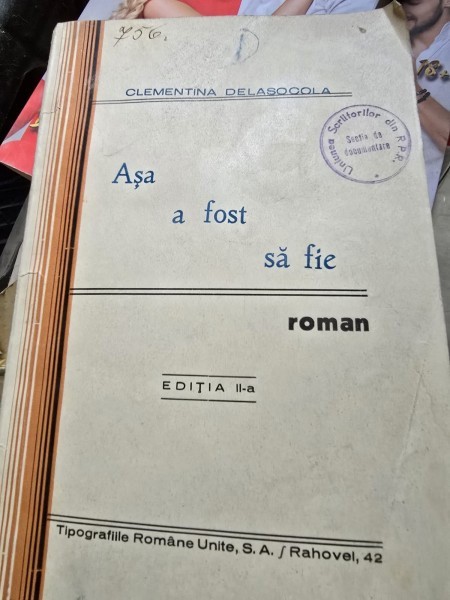 756.
CLEMENTINA DELASOCOLA
Uniunea Scriitorilor din R.P.R.
Secția de
documentare
Așa
a fost
să fie
roman
EDIȚIA II-a
Tipografiile Române Unite, S. A. / Rahovei, 42